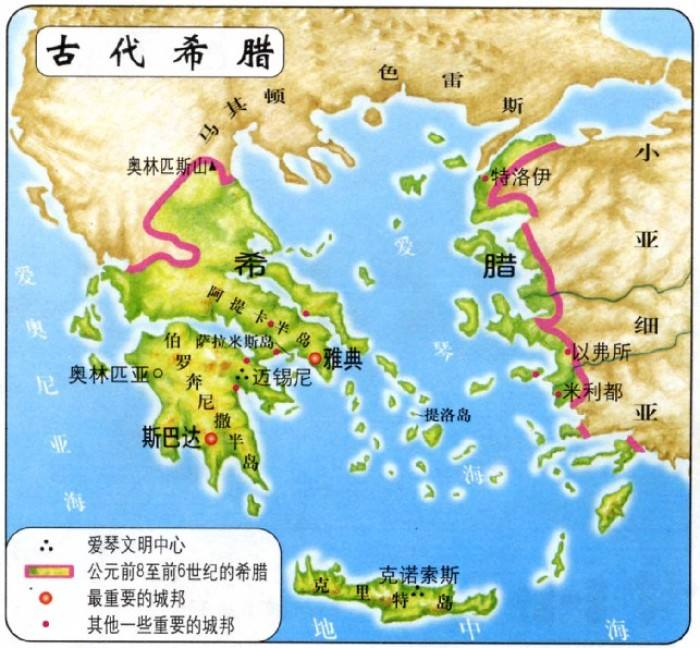 古代希腊
色雷斯
马其顿
奥林匹斯山
特洛伊
小亚细亚
希腊
爱琴海
爱奥尼亚海
阿提卡半岛
伯罗奔尼撒半岛
萨拉米斯岛
雅典
以弗所
奥林匹亚
迈锡尼
米利都
提洛岛
斯巴达
克诺索斯
克里特岛
地中海
爱琴文明中心
公元前8至前6世纪的希腊
最重要的城邦
其他一些重要的城邦